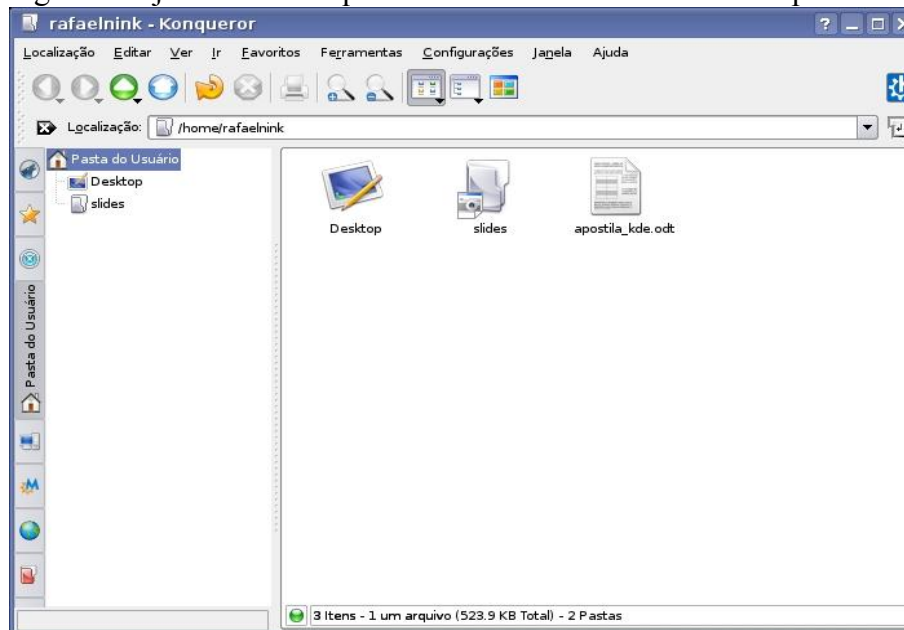 rafaelnink - Konqueror
Localização Editar Ver Ir Favoritos Ferramentas Configurações Janela Ajuda
Localização: /home/rafaelnink
Pasta do Usuário
Desktop
slides
Pasta do Usuário
Desktop slides apostila_kde.odt
3 Itens - 1 um arquivo (523.9 KB Total) - 2 Pastas